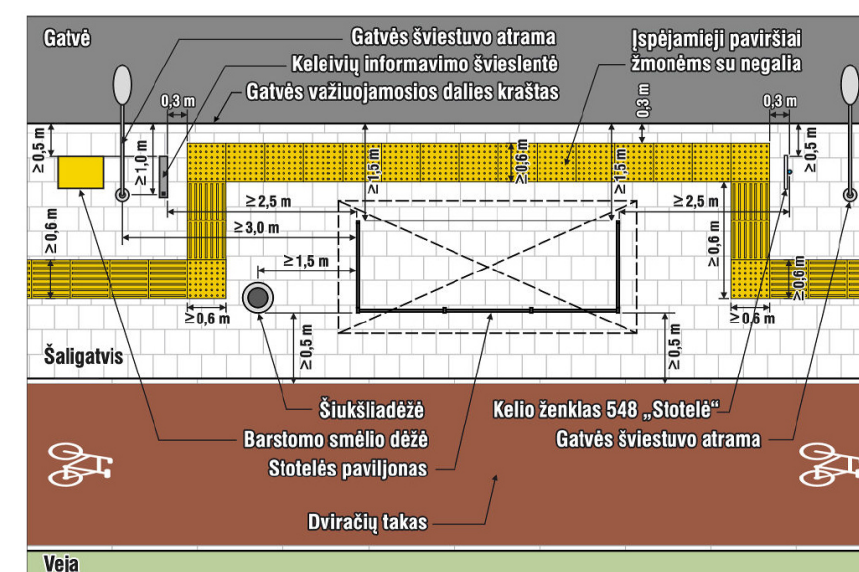 Gatvė
Gatvės šviestuvo atrama
Keleivių informavimo švieslentė
Gatvės važiuojamosios dalies kraštas
Įspėjamieji paviršiai
žmonėms su negalia
0,3 m
0,3 m
0,3 m
≥0,5 m
≥1,0 m
≥1,5 m
≥0,6 m
≥1,5 m
≥0,5 m
≥2,5 m
≥2,5 m
≥3,0 m
≥0,6 m
≥1,5 m
≥0,6 m
≥0,6 m
≥0,6 m
≥0,6 m
≥0,5 m
≥0,5 m
Šaligatvis
Šiukšliadėžė
Kelio ženklas 548 „Stotelė“
Barstomo smėlio dėžė
Gatvės šviestuvo atrama
Stotelės paviljonas
Dviračių takas
Veja